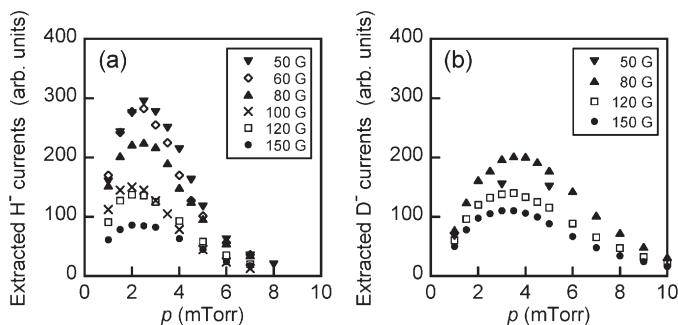 (a)
Extracted H⁻ currents (arb. units)
400
300
200
100
0
50 G
60 G
80 G
100 G
120 G
150 G
0 2 4 6 8 10
p (mTorr)
(b)
Extracted D⁻ currents (arb. units)
400
300
200
100
0
50 G
80 G
120 G
150 G
0 2 4 6 8 10
p (mTorr)